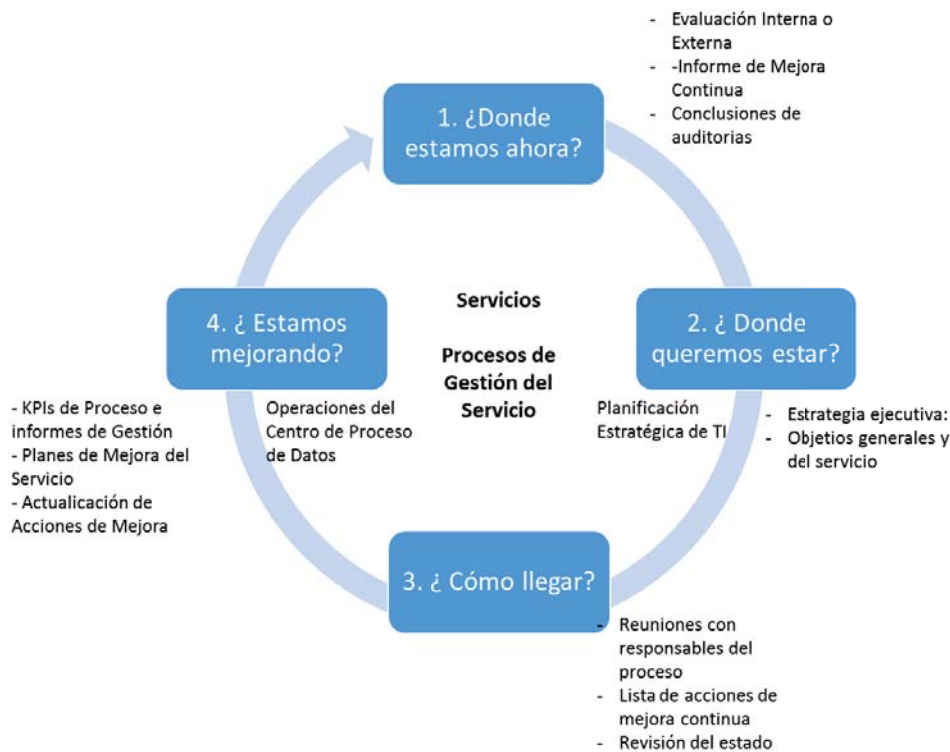 - Evaluación Interna o
Externa
- -Informe de Mejora
Continua
- Conclusiones de
auditorias
1. ¿Donde
estamos ahora?
Servicios
Procesos de
Gestión del
Servicio
4. ¿ Estamos
mejorando?
2. ¿ Donde
queremos estar?
- KPIs de Proceso e
informes de Gestión
- Planes de Mejora del
Servicio
- Actualicación de
Acciones de Mejora
Operaciones del
Centro de Proceso
de Datos
Planificación
Estratégica de TI
- Estrategia ejecutiva:
- Objetios generales y
del servicio
3. ¿ Cómo llegar?
- Reuniones con
responsables del
proceso
- Lista de acciones de
mejora continua
- Revisión del estado